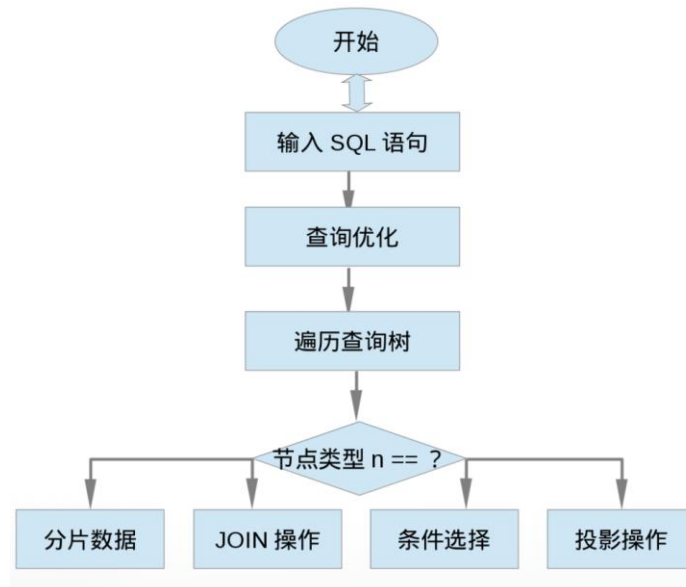 开始
输入 SQL 语句
查询优化
遍历查询树
节点类型 n == ？
分片数据
JOIN 操作
条件选择
投影操作